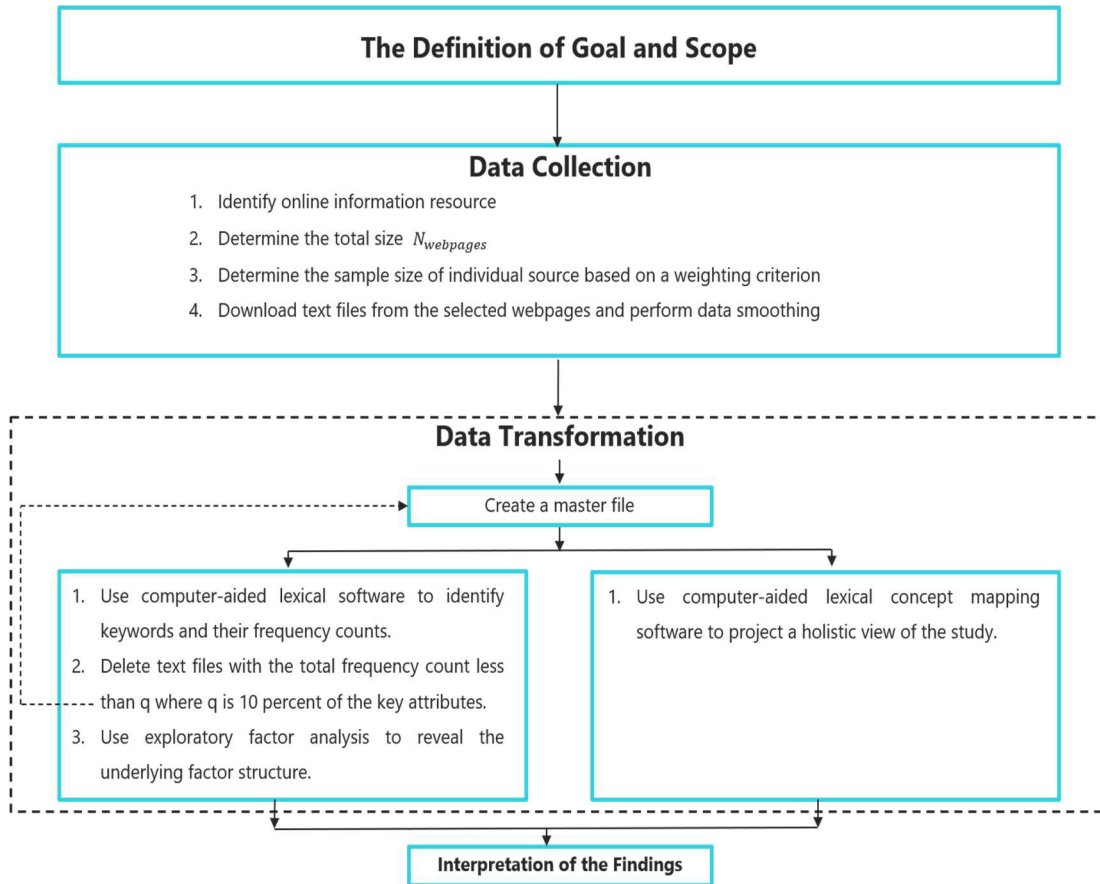 The Definition of Goal and Scope
Data Collection
1. Identify online information resource
2. Determine the total size N_webpages
3. Determine the sample size of individual source based on a weighting criterion
4. Download text files from the selected webpages and perform data smoothing
Data Transformation
Create a master file
1. Use computer-aided lexical software to identify
keywords and their frequency counts.
2. Delete text files with the total frequency count less
than q where q is 10 percent of the key attributes.
3. Use exploratory factor analysis to reveal the
underlying factor structure.
1. Use computer-aided lexical concept mapping
software to project a holistic view of the study.
Interpretation of the Findings